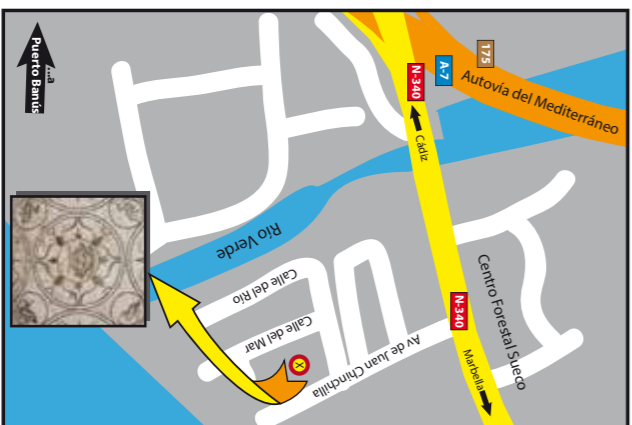 ...a
Puerto Banús
175
A-7
Autovía del Mediterráneo
N-340
Cádiz
Río Verde
Calle del Río
Calle del Mar
Av de Juan Chinchilla
X
N-340
Centro Forestal Sueco
Marbella